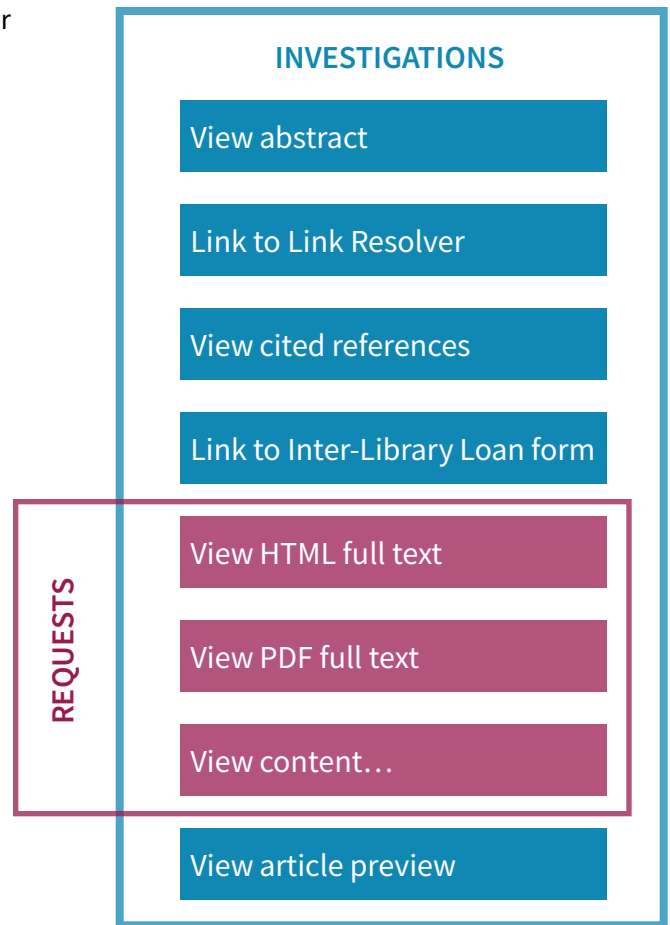 r
INVESTIGATIONS
View abstract
Link to Link Resolver
View cited references
Link to Inter-Library Loan form
REQUESTS
View HTML full text
View PDF full text
View content…
View article preview